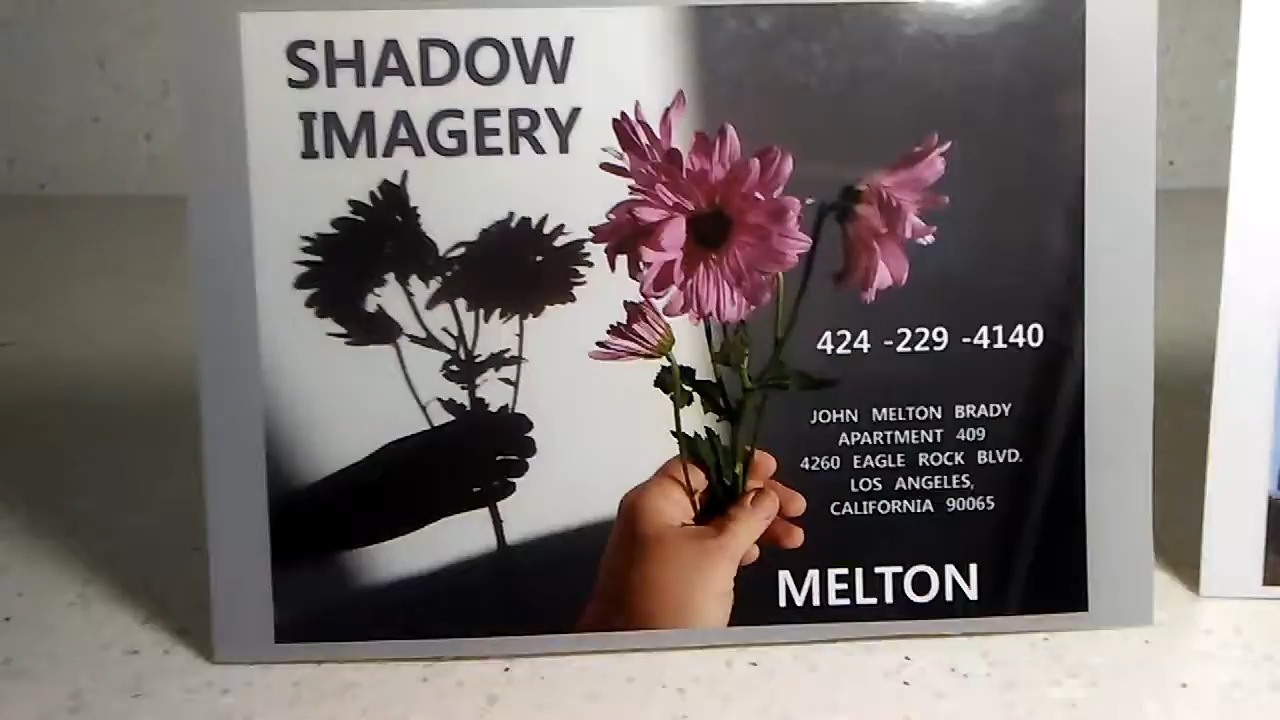 SHADOW
IMAGERY
424 -229 -4140
JOHN MELTON BRADY
APARTMENT 409
4260 EAGLE ROCK BLVD.
LOS ANGELES,
CALIFORNIA 90065
MELTON